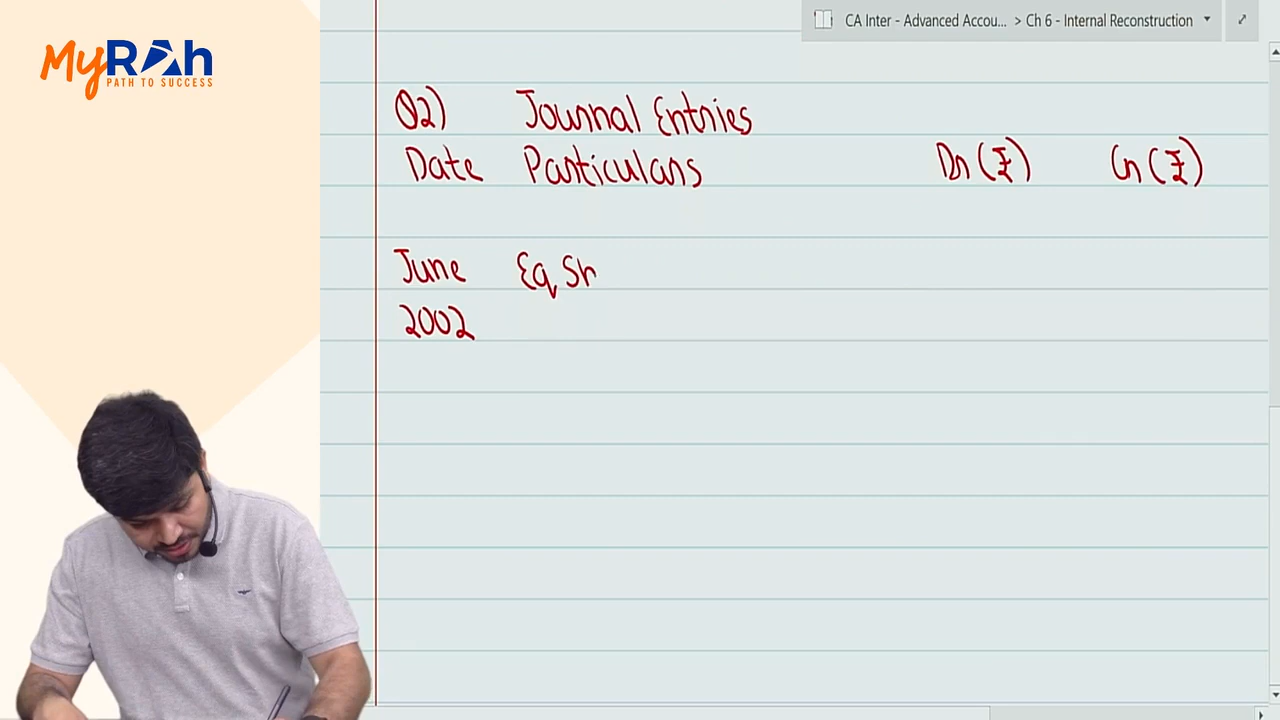 MyRAh
PATH TO SUCCESS
CA Inter - Advanced Accou... > Ch 6 - Internal Reconstruction
Q2) Journal Entries
Date Particulars Dr (₹) Cr (₹)
June Eq Sh
2002